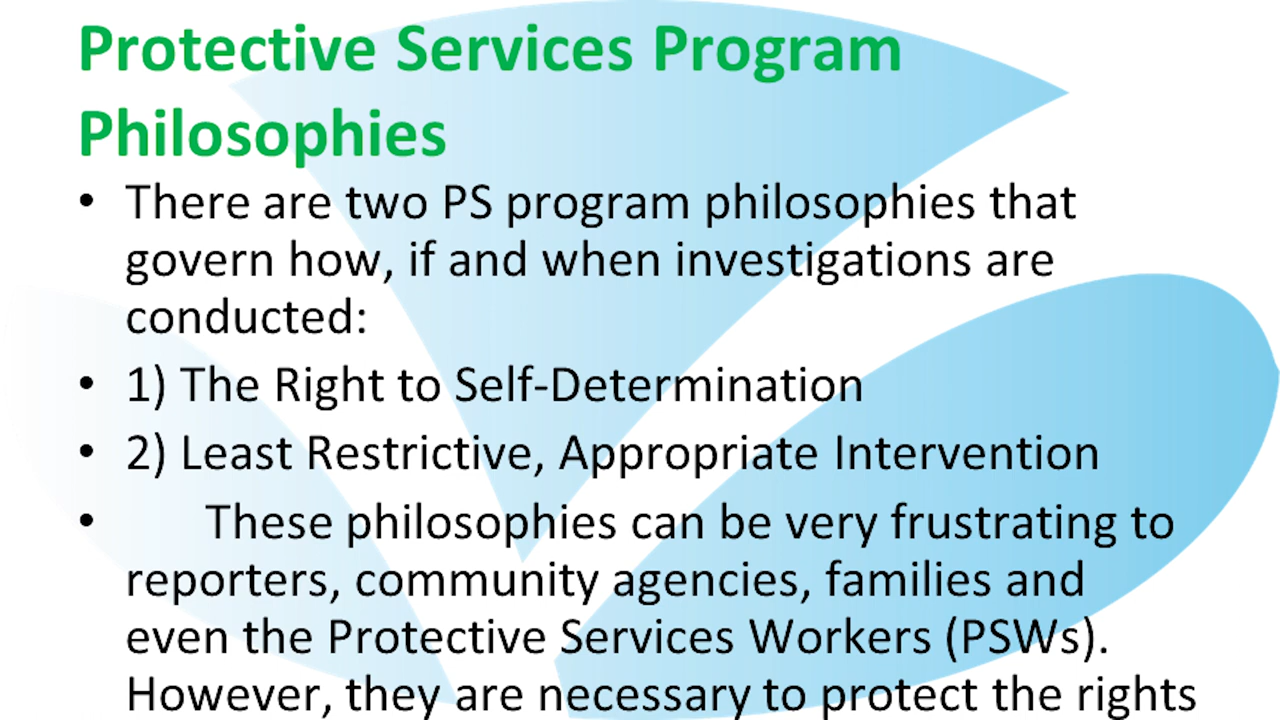 Protective Services Program
Philosophies
• There are two PS program philosophies that
govern how, if and when investigations are
conducted:
• 1) The Right to Self-Determination
• 2) Least Restrictive, Appropriate Intervention
• These philosophies can be very frustrating to
reporters, community agencies, families and
even the Protective Services Workers (PSWs).
However, they are necessary to protect the rights